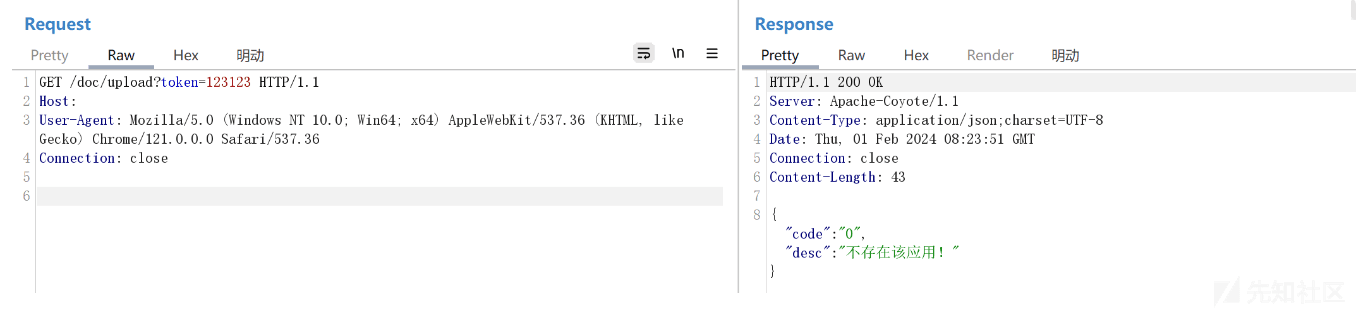 Request
Pretty Raw Hex 明动
\n
1 GET /doc/upload?token=123123 HTTP/1.1
2 Host:
3 User-Agent: Mozilla/5.0 (Windows NT 10.0; Win64; x64) AppleWebKit/537.36 (KHTML, like
Gecko) Chrome/121.0.0.0 Safari/537.36
4 Connection: close
5
6
Response
Pretty Raw Hex Render 明动
1 HTTP/1.1 200 OK
2 Server: Apache-Coyote/1.1
3 Content-Type: application/json;charset=UTF-8
4 Date: Thu, 01 Feb 2024 08:23:51 GMT
5 Connection: close
6 Content-Length: 43
7
8 {
"code":"0",
"desc":"不存在该应用！"
}
先知社区